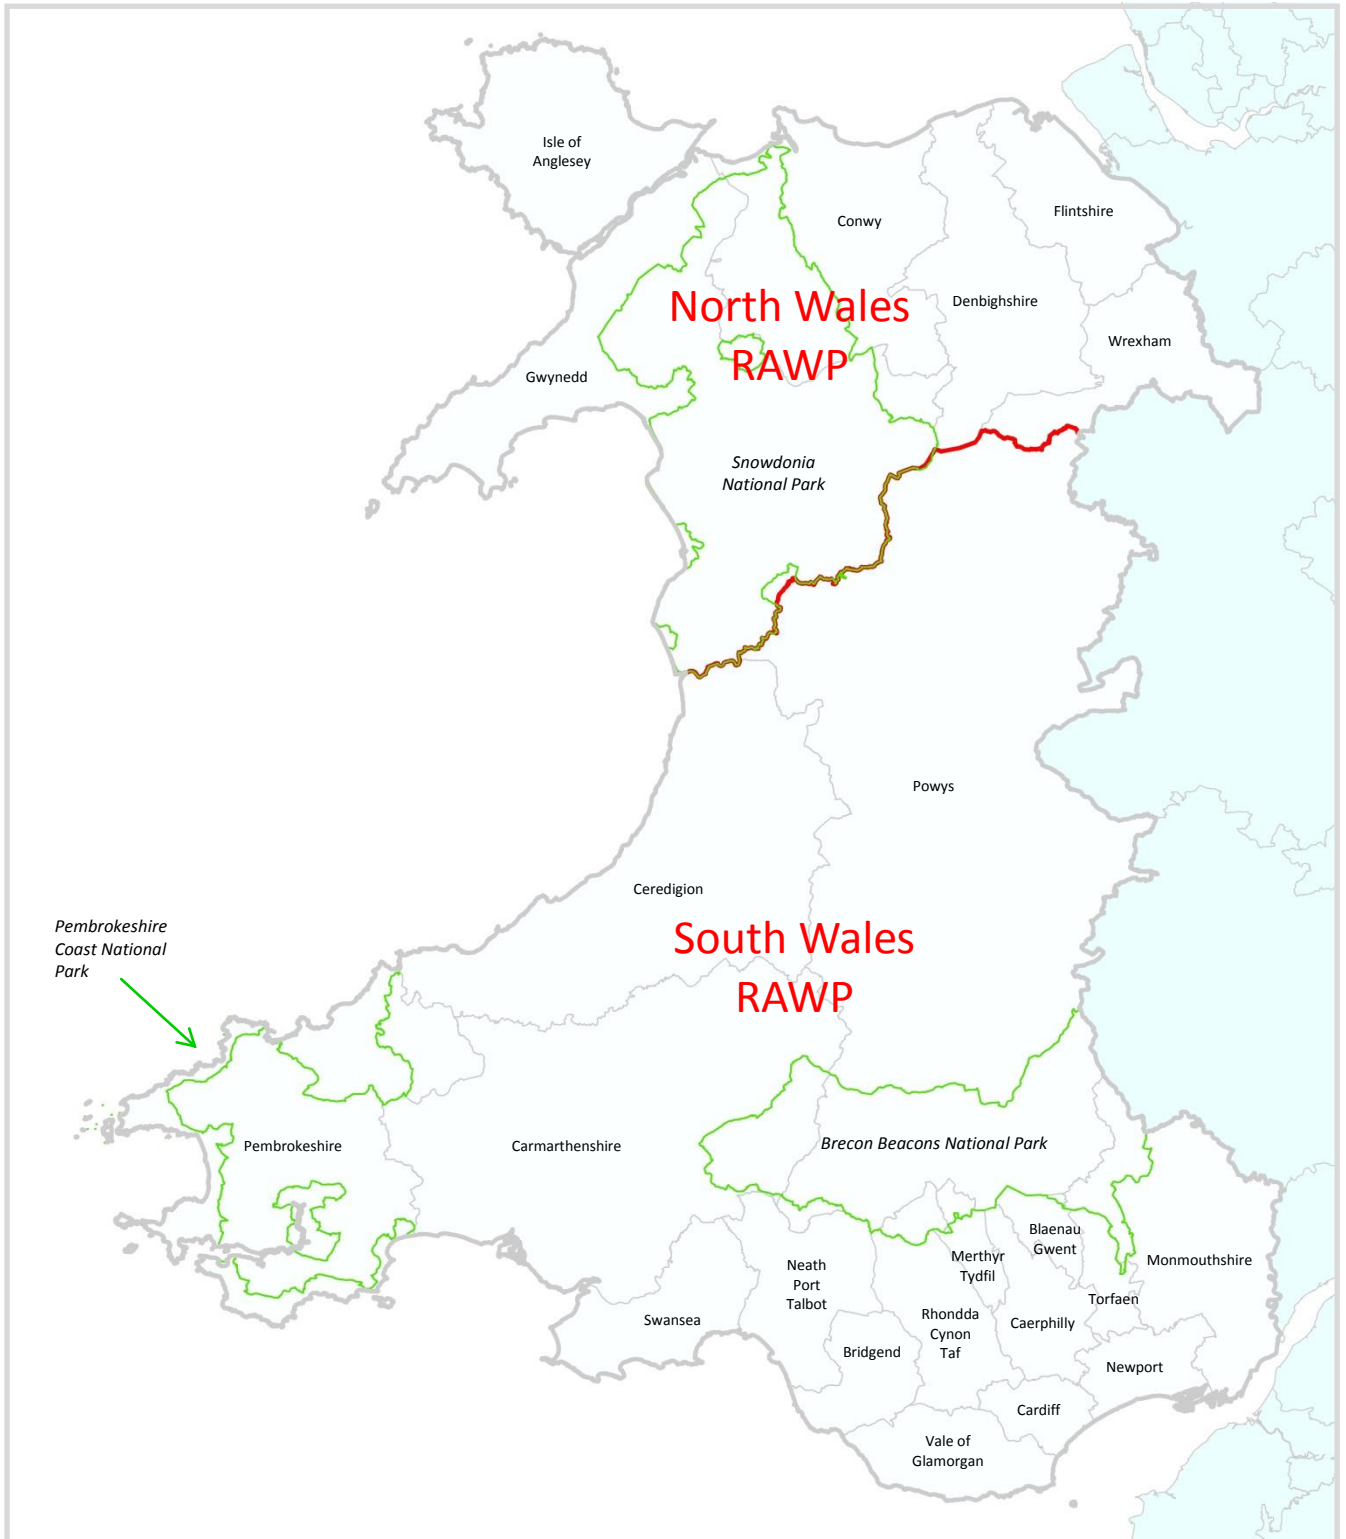 Isle of
Anglesey
Conwy
Flintshire
Denbighshire
North Wales
RAWP
Wrexham
Gwynedd
Snowdonia
National Park
Powys
Ceredigion
South Wales
RAWP
Pembrokeshire
Coast National
Park
Pembrokeshire
Carmarthenshire
Brecon Beacons National Park
Blaenau
Gwent
Monmouthshire
Merthyr
Tydfil
Neath
Port
Talbot
Torfaen
Swansea
Rhondda
Cynon
Taf
Caerphilly
Bridgend
Newport
Cardiff
Vale of
Glamorgan